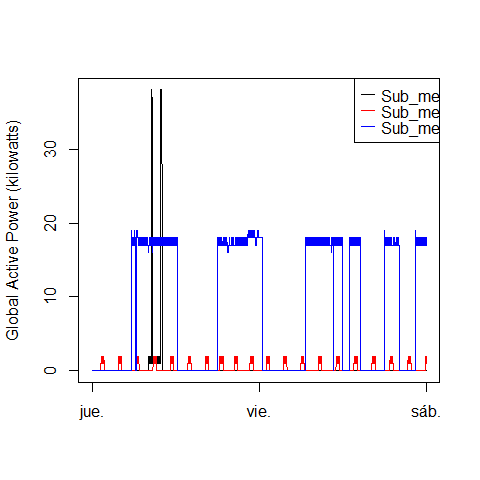 Sub_me
Sub_me
Sub_me
Global Active Power (kilowatts)
30
20
10
0
jue.
vie.
sáb.